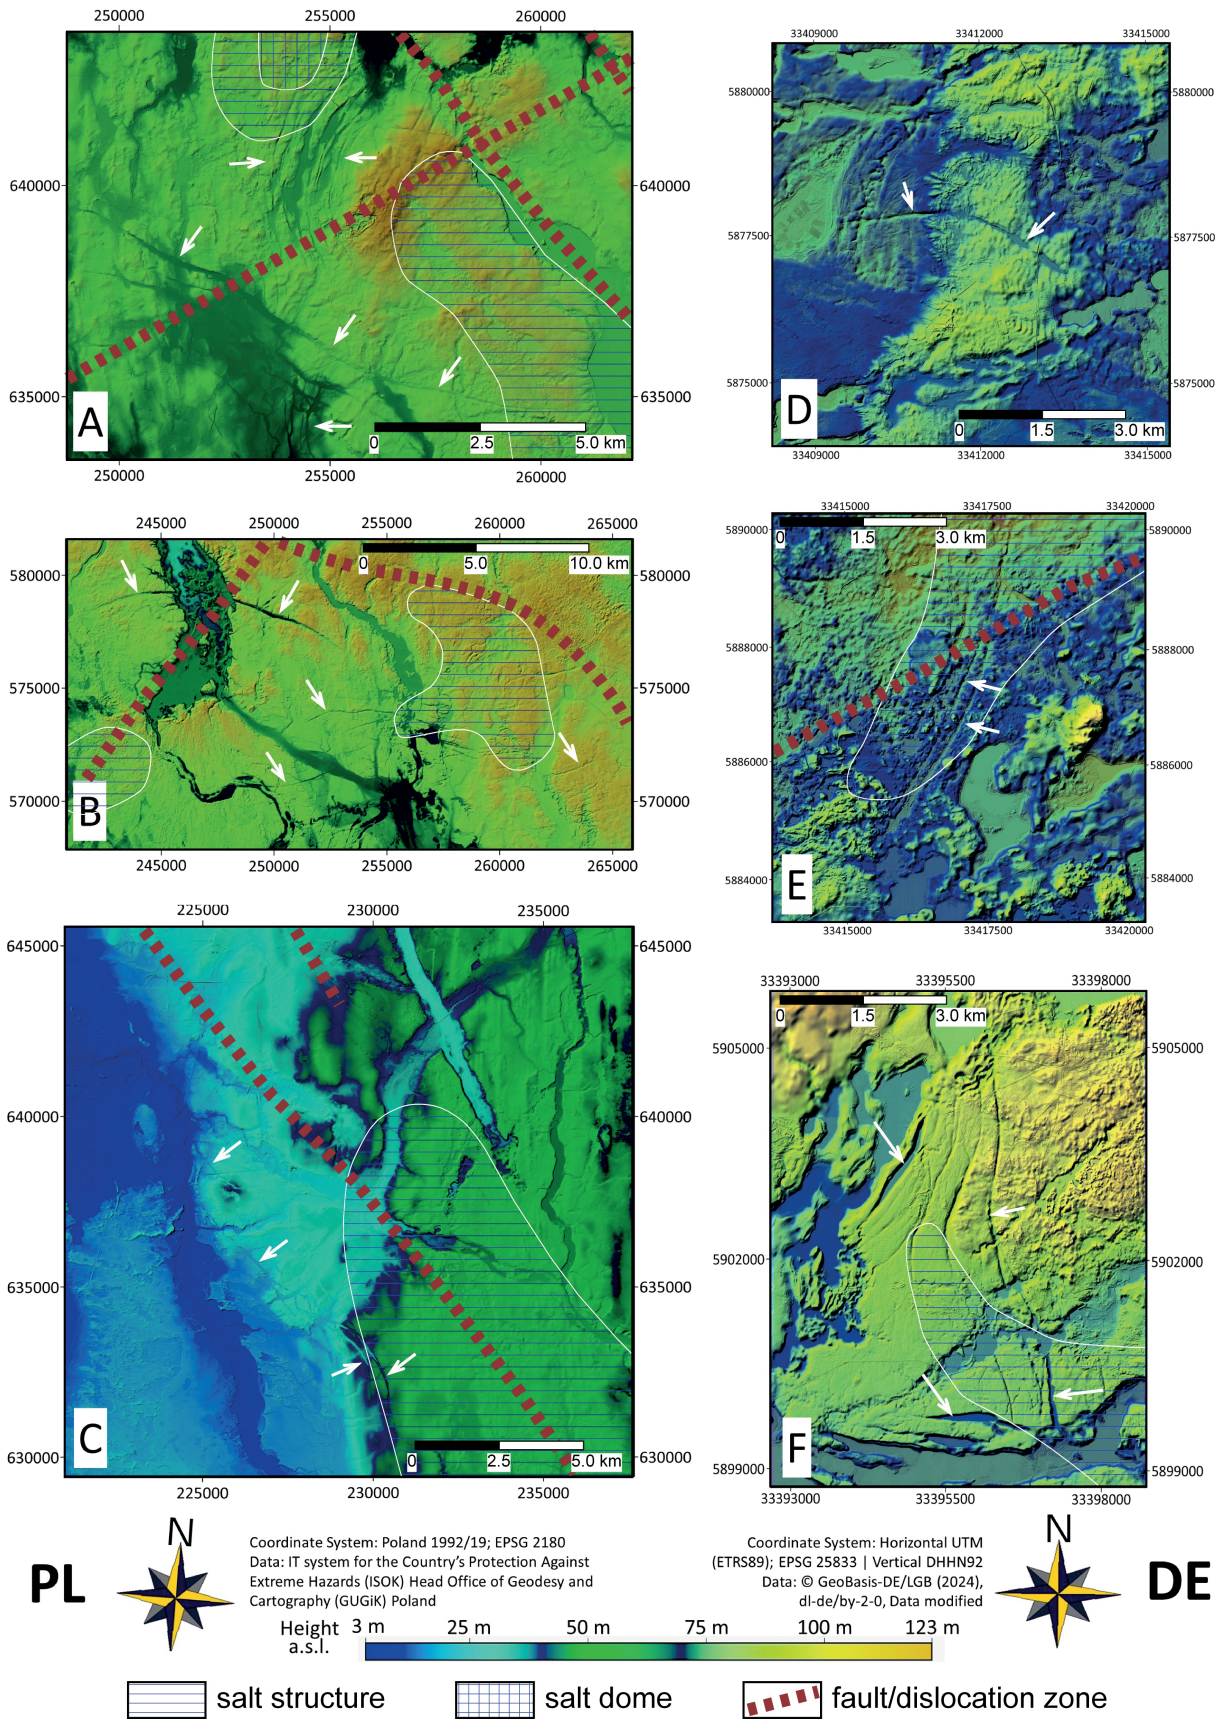 250000 255000 260000
640000 640000
635000 635000
A
0 2.5 5.0 km
250000 255000 260000
33409000 33412000 33415000
5880000 5880000
5877500 5877500
5875000 5875000
D
0 1.5 3.0 km
33409000 33412000 33415000
245000 250000 255000 260000 265000
0 5.0 10.0 km
580000 580000
575000 575000
570000 570000
B
245000 250000 255000 260000 265000
33415000 33417500 33420000
0 1.5 3.0 km
5890000 5890000
5888000 5888000
5886000 5886000
5884000 5884000
E
33415000 33417500 33420000
225000 230000 235000
645000 645000
640000 640000
635000 635000
630000 630000
C
0 2.5 5.0 km
225000 230000 235000
33393000 33395500 33398000
0 1.5 3.0 km
5905000 5905000
5902000 5902000
5899000 5899000
F
33393000 33395500 33398000
PL
N
Coordinate System: Poland 1992/19; EPSG 2180
Data: IT system for the Country's Protection Against
Extreme Hazards (ISOK) Head Office of Geodesy and
Cartography (GUGiK) Poland
Coordinate System: Horizontal UTM
(ETRS89); EPSG 25833 | Vertical DHHN92
Data: © GeoBasis-DE/LGB (2024),
dl-de/by-2-0, Data modified
N
DE
Height
a.s.l.
3 m 25 m 50 m 75 m 100 m 123 m
salt structure
salt dome
fault/dislocation zone